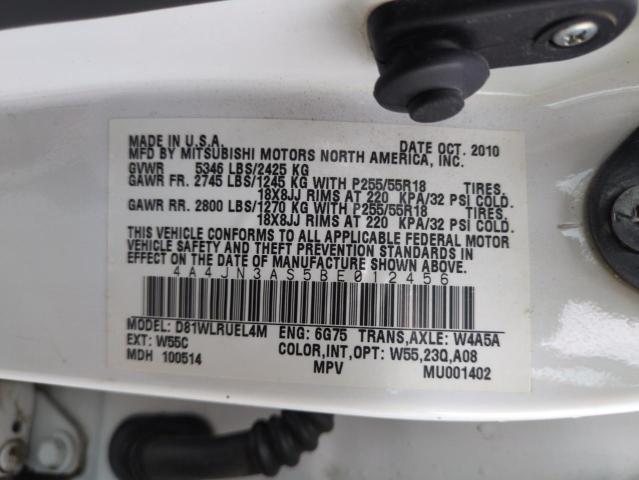 MADE IN U.S.A. DATE OCT. 2010
MFD BY MITSUBISHI MOTORS NORTH AMERICA, INC.
GVWR 5346 LBS/2425 KG
GAWR FR. 2745 LBS/1245 KG WITH P255/55R18 TIRES,
18X8JJ RIMS AT 220 KPA/32 PSI COLD.
GAWR RR. 2800 LBS/1270 KG WITH P255/55R18 TIRES,
18X8JJ RIMS AT 220 KPA/32 PSI COLD.
THIS VEHICLE CONFORMS TO ALL APPLICABLE FEDERAL MOTOR
VEHICLE SAFETY AND THEFT PREVENTION STANDARDS IN
EFFECT ON THE DATE OF MANUFACTURE SHOWN ABOVE.
4A4JN3AS5BE012456
MODEL: D81WLRUEL4M ENG: 6G75 TRANS,AXLE: W4A5A
EXT: W55C COLOR,INT,OPT: W55,23Q,A08
MDH 100514 MPV MU001402